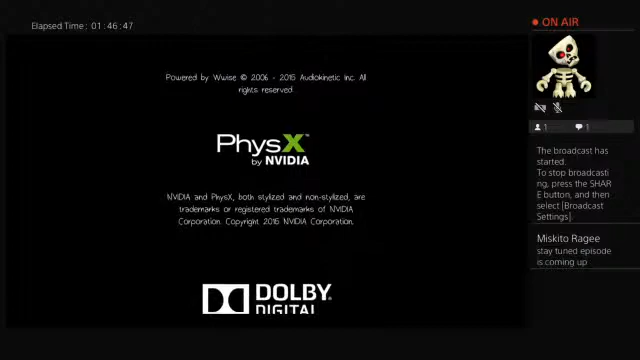 Elapsed Time : 01:46:47
ON AIR
Powered by Wwise © 2006 - 2015 Audiokinetic Inc. All
rights reserved.
PhysX™
by NVIDIA
NVIDIA and PhysX, both stylized and non-stylized, are
trademarks or registered trademarks of NVIDIA
Corporation. Copyright 2015 NVIDIA Corporation.
DOLBY®
DIGITAL
1
1
The broadcast has
started.
To stop broadcasti
ng, press the SHAR
E button, and then
select [Broadcast
Settings].
Miskito Ragee
stay tuned episode
is coming up